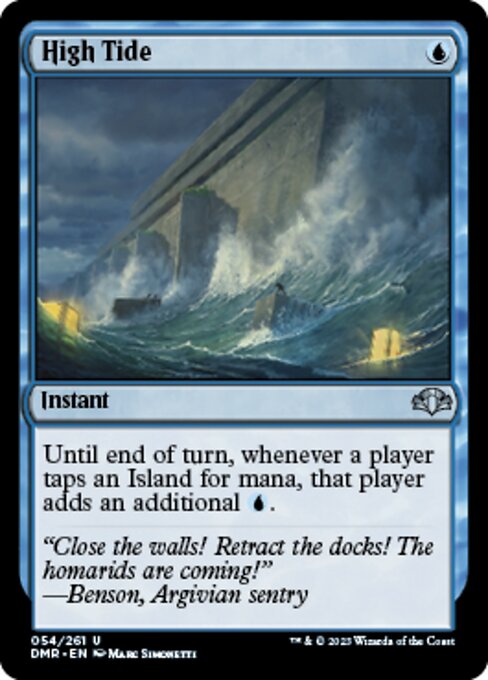 High Tide
Instant
Until end of turn, whenever a player
taps an Island for mana, that player
adds an additional .
“Close the walls! Retract the docks! The
homarids are coming!”
—Benson, Argivian sentry
054/261 U
DMR • EN Marc Simonetti
™ & © 2023 Wizards of the Coast